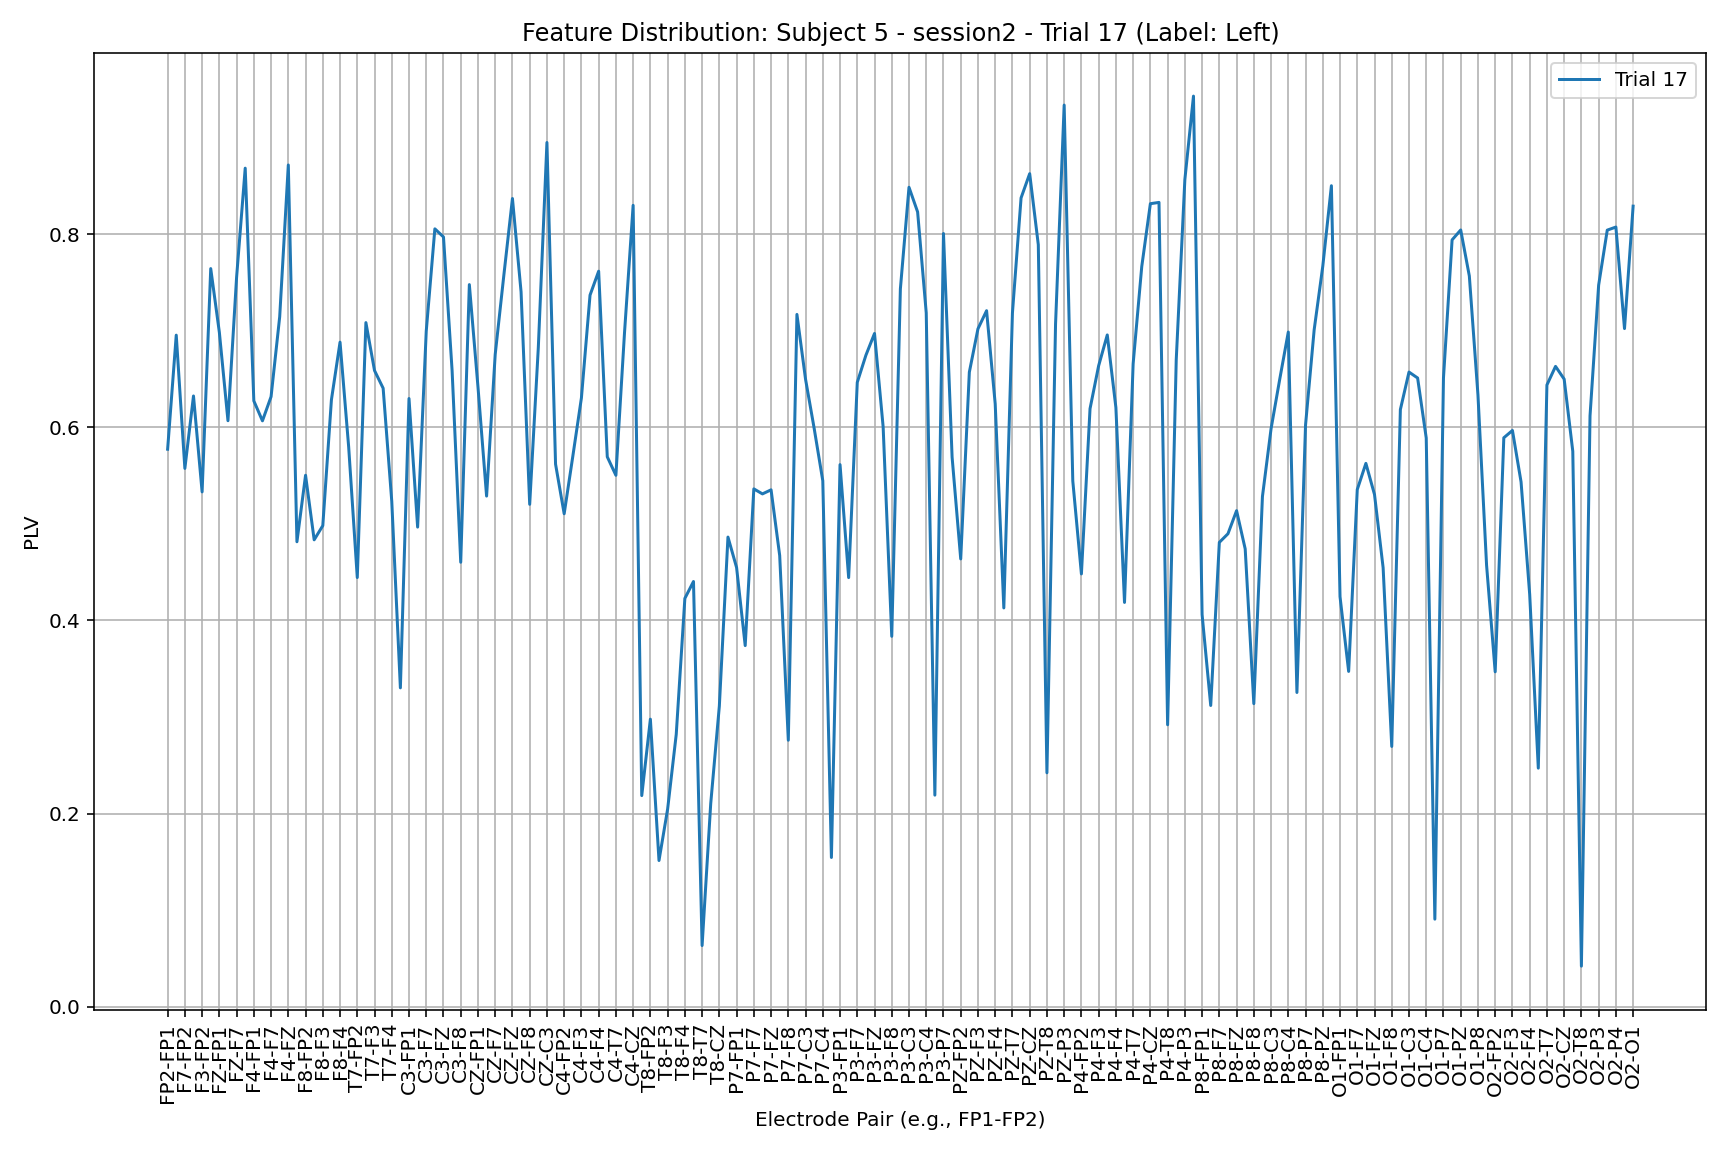 Feature Distribution: Subject 5 - session2 - Trial 17 (Label: Left)
Trial 17
PLV
0.8
0.6
0.4
0.2
0.0
FP2-FP1
F7-FP2
F3-FP2
FZ-FP1
FZ-F7
F4-FP1
F4-F7
F4-FZ
F8-FP2
F8-F3
F8-F4
T7-FP2
T7-F3
T7-F4
C3-FP1
C3-F7
C3-FZ
C3-F8
CZ-FP1
CZ-F7
CZ-FZ
CZ-F8
CZ-C3
C4-FP2
C4-F3
C4-F4
C4-T7
C4-CZ
T8-FP2
T8-F3
T8-F4
T8-T7
T8-CZ
P7-FP1
P7-F7
P7-FZ
P7-F8
P7-C3
P7-C4
P3-FP1
P3-F7
P3-FZ
P3-F8
P3-C3
P3-C4
P3-P7
PZ-FP2
PZ-F3
PZ-F4
PZ-T7
PZ-CZ
PZ-T8
PZ-P3
P4-FP2
P4-F3
P4-F4
P4-T7
P4-CZ
P4-T8
P4-P3
P8-FP1
P8-F7
P8-FZ
P8-F8
P8-C3
P8-C4
P8-P7
P8-PZ
O1-FP1
O1-F7
O1-FZ
O1-F8
O1-C3
O1-C4
O1-P7
O1-PZ
O1-P8
O2-FP2
O2-F3
O2-F4
O2-T7
O2-CZ
O2-T8
O2-P3
O2-P4
O2-O1
Electrode Pair (e.g., FP1-FP2)